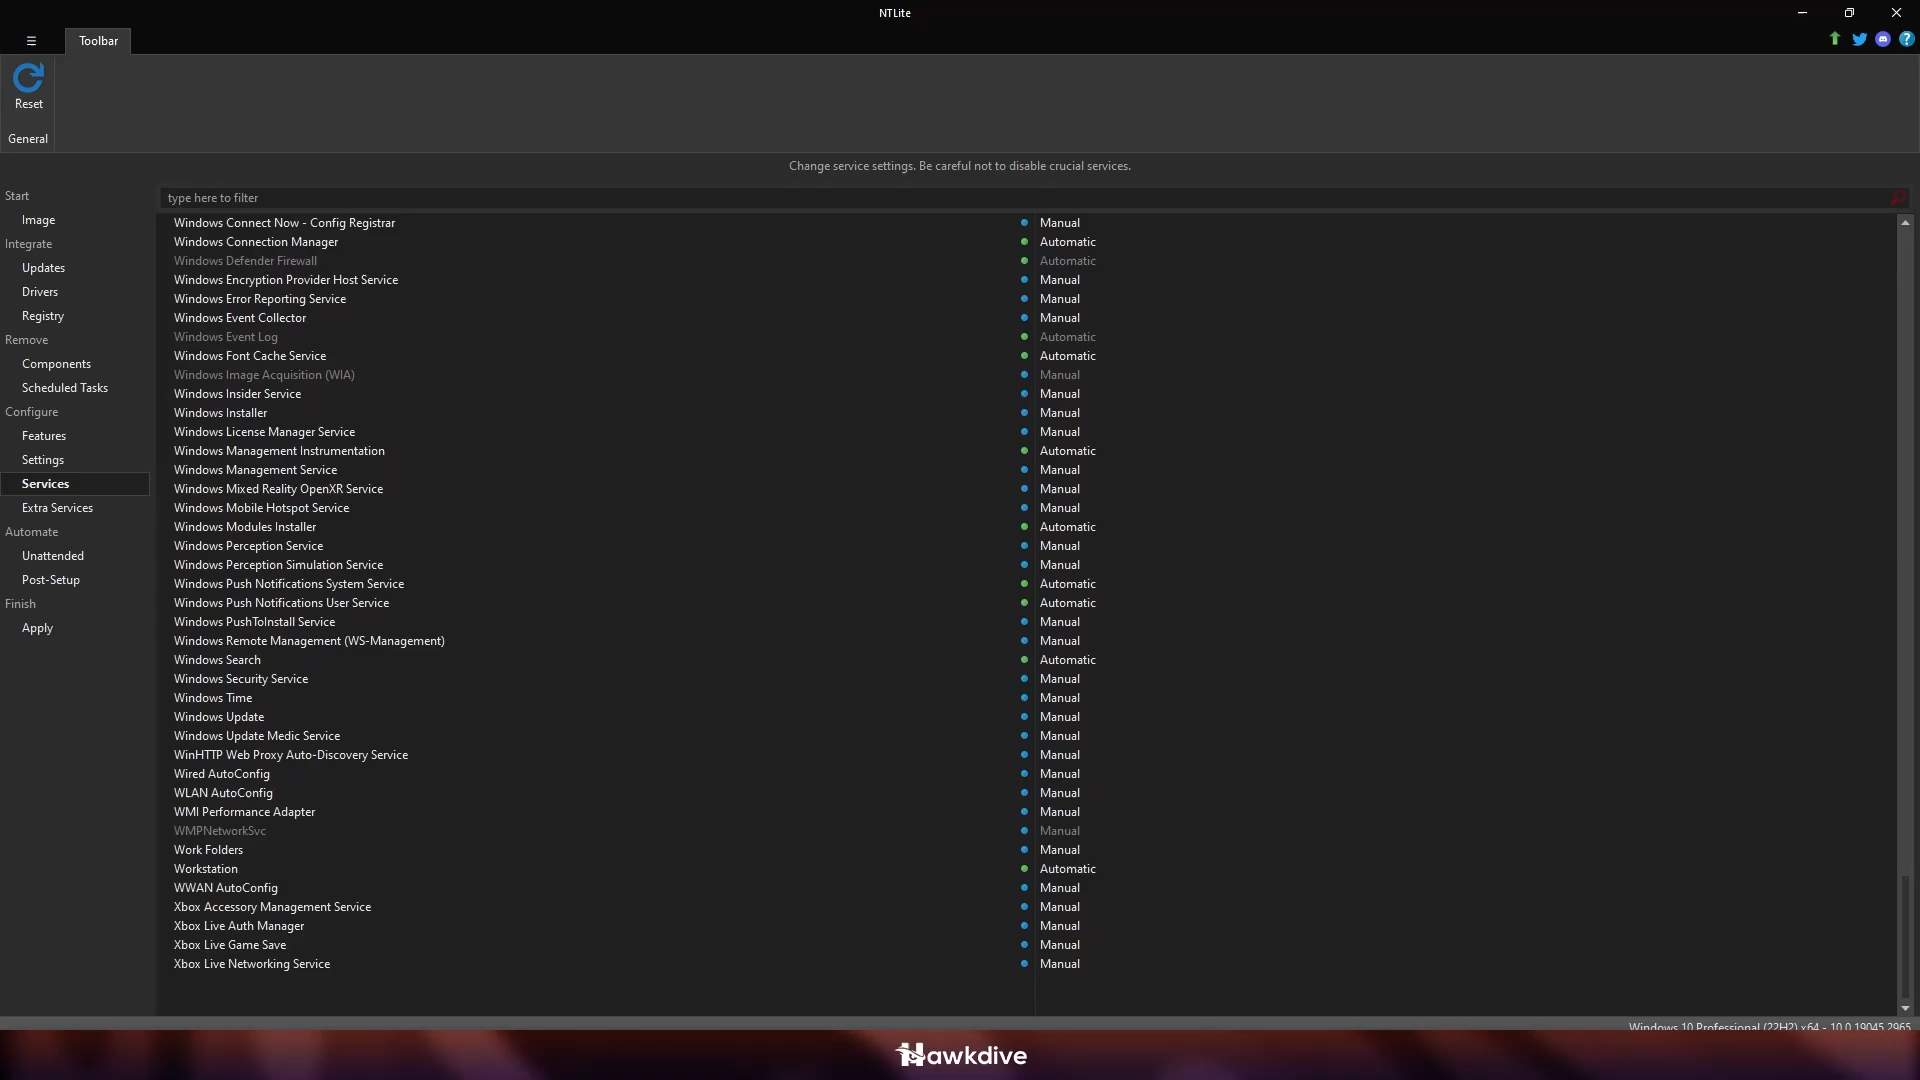 NTLite
Toolbar
Reset
General
Change service settings. Be careful not to disable crucial services.
Start
Image
Integrate
Updates
Drivers
Registry
Remove
Components
Scheduled Tasks
Configure
Features
Settings
Services
Extra Services
Automate
Unattended
Post-Setup
Finish
Apply
type here to filter
Windows Connect Now - Config Registrar Manual
Windows Connection Manager Automatic
Windows Defender Firewall Automatic
Windows Encryption Provider Host Service Manual
Windows Error Reporting Service Manual
Windows Event Collector Manual
Windows Event Log Automatic
Windows Font Cache Service Automatic
Windows Image Acquisition (WIA) Manual
Windows Insider Service Manual
Windows Installer Manual
Windows License Manager Service Manual
Windows Management Instrumentation Automatic
Windows Management Service Manual
Windows Mixed Reality OpenXR Service Manual
Windows Mobile Hotspot Service Manual
Windows Modules Installer Automatic
Windows Perception Service Manual
Windows Perception Simulation Service Manual
Windows Push Notifications System Service Automatic
Windows Push Notifications User Service Automatic
Windows PushToInstall Service Manual
Windows Remote Management (WS-Management) Manual
Windows Search Automatic
Windows Security Service Manual
Windows Time Manual
Windows Update Manual
Windows Update Medic Service Manual
WinHTTP Web Proxy Auto-Discovery Service Manual
Wired AutoConfig Manual
WLAN AutoConfig Manual
WMI Performance Adapter Manual
WMPNetworkSvc Manual
Work Folders Manual
Workstation Automatic
WWAN AutoConfig Manual
Xbox Accessory Management Service Manual
Xbox Live Auth Manager Manual
Xbox Live Game Save Manual
Xbox Live Networking Service Manual
Windows 10 Professional (22H2) x64 - 10.0.19045.2965
Hawkdive